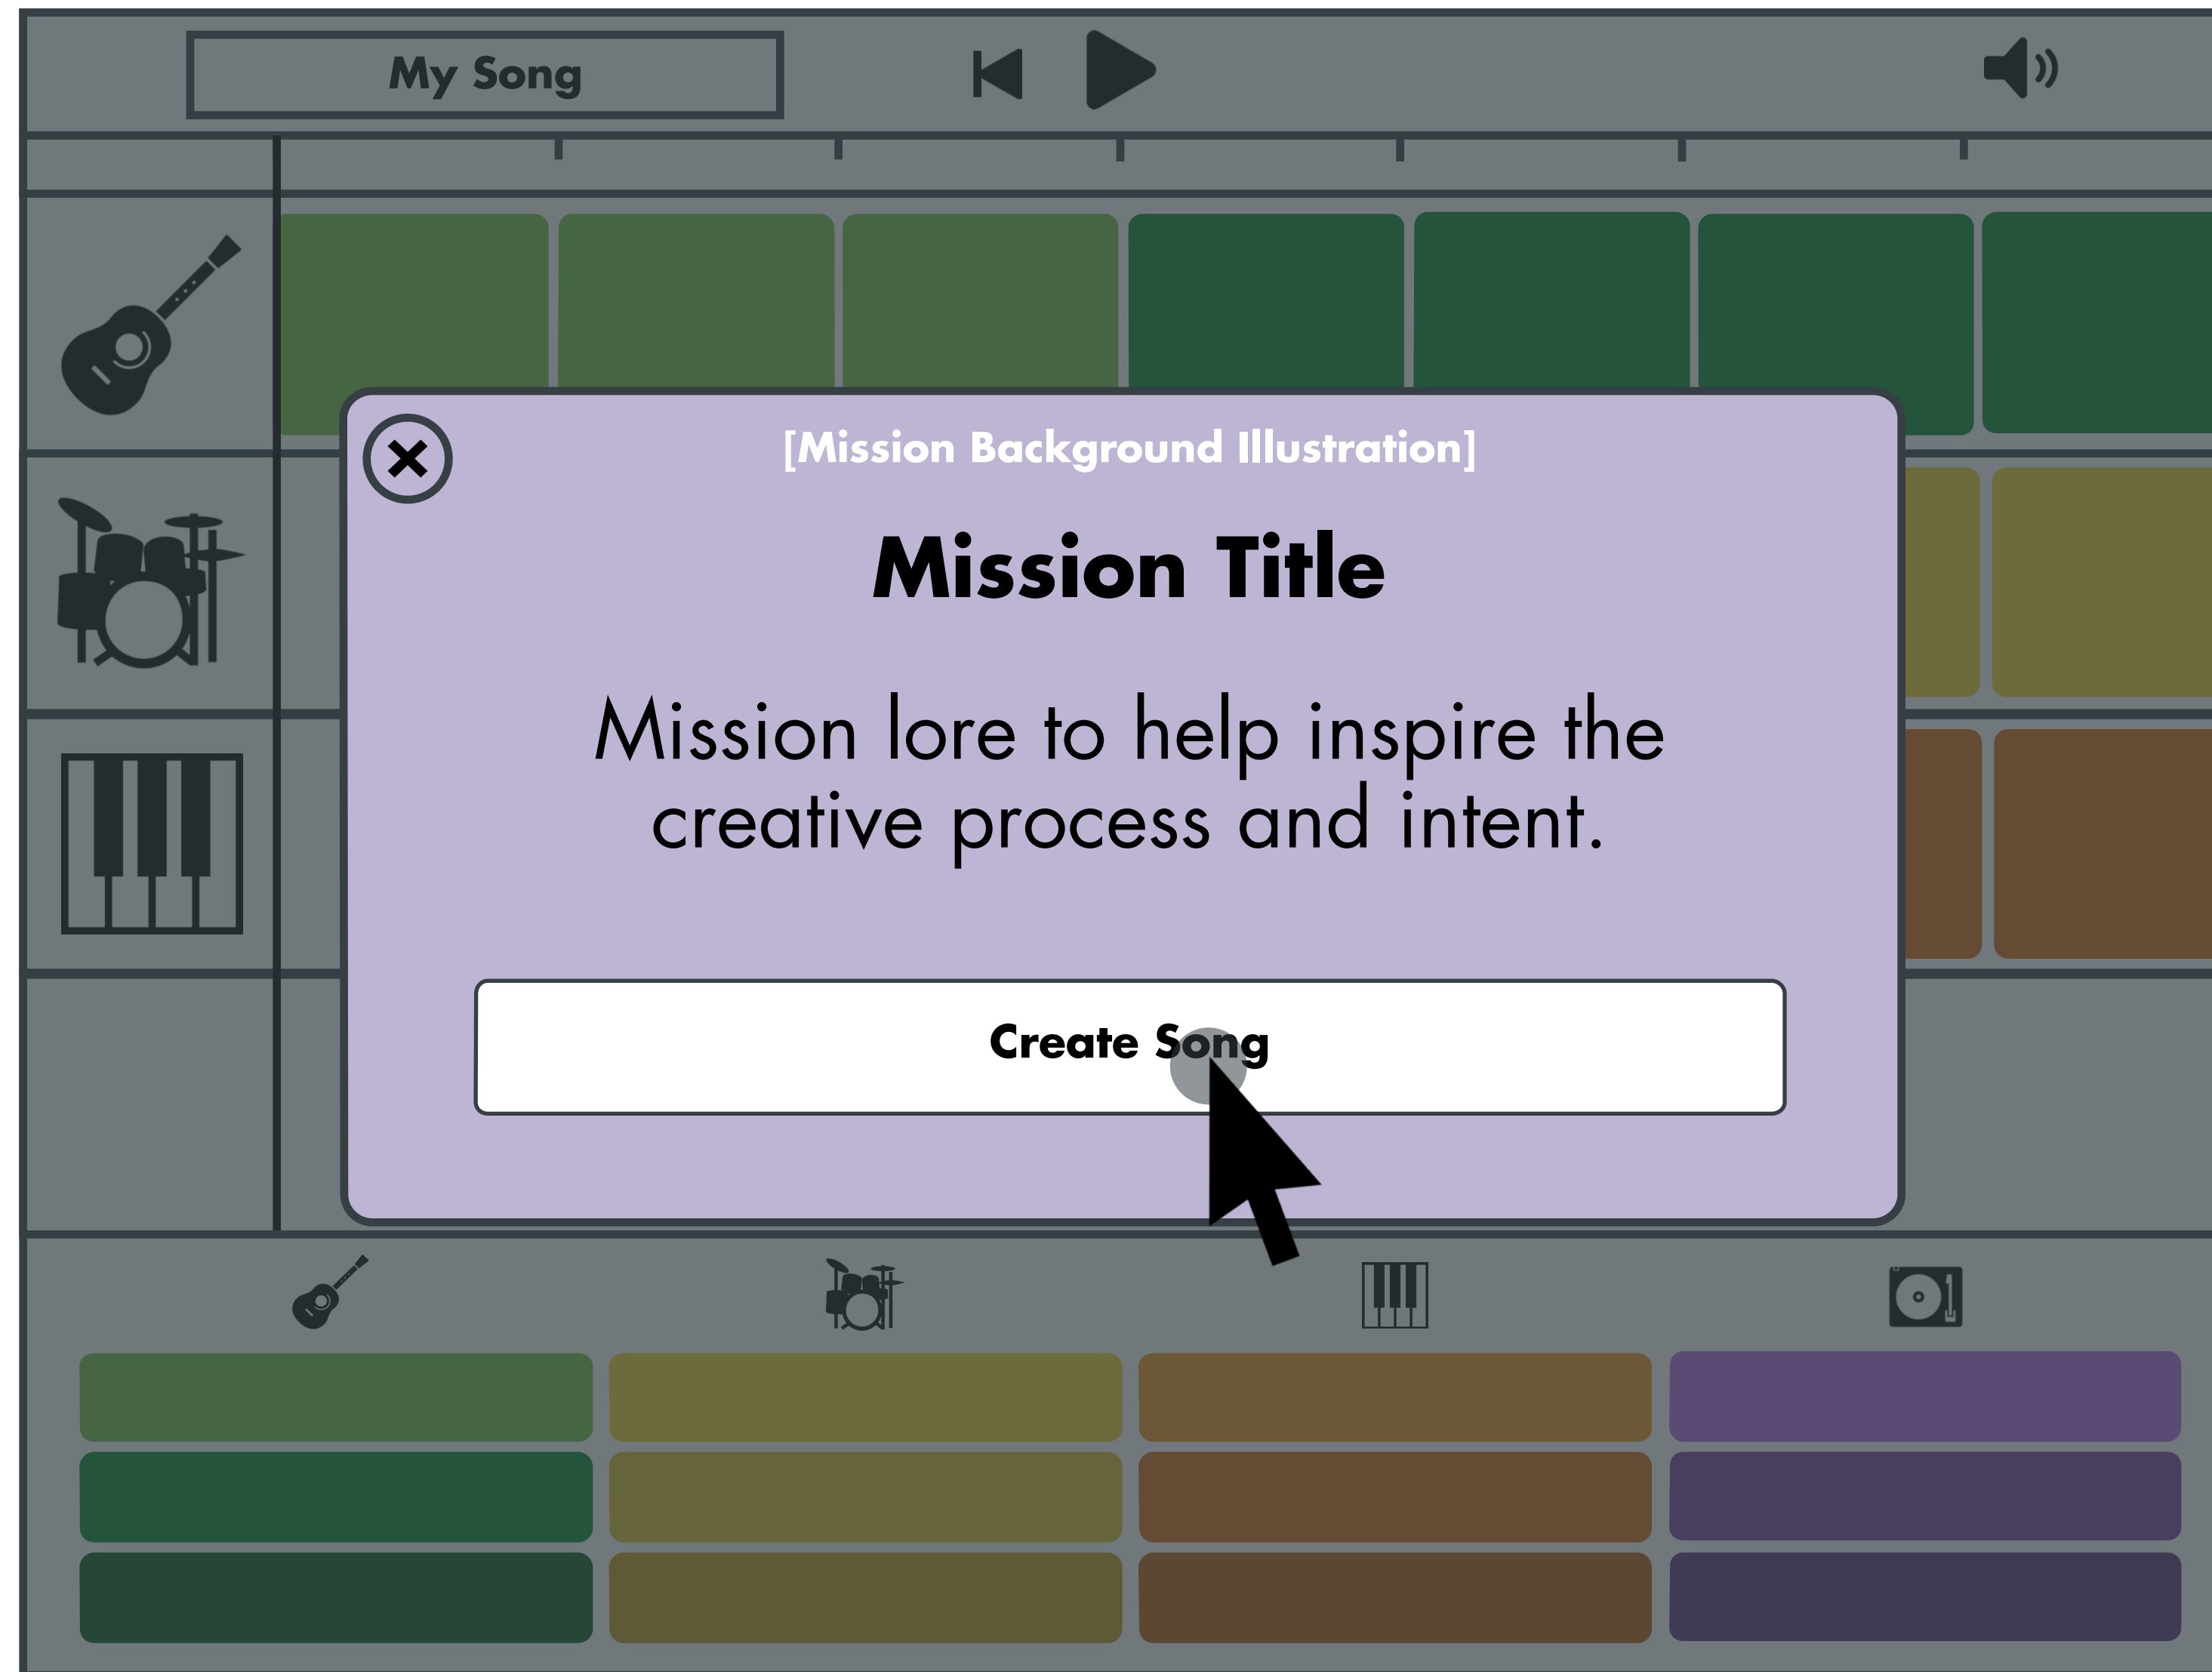 My Song
[Mission Background Illustration]
Mission Title
Mission lore to help inspire the
creative process and intent.
Create Song